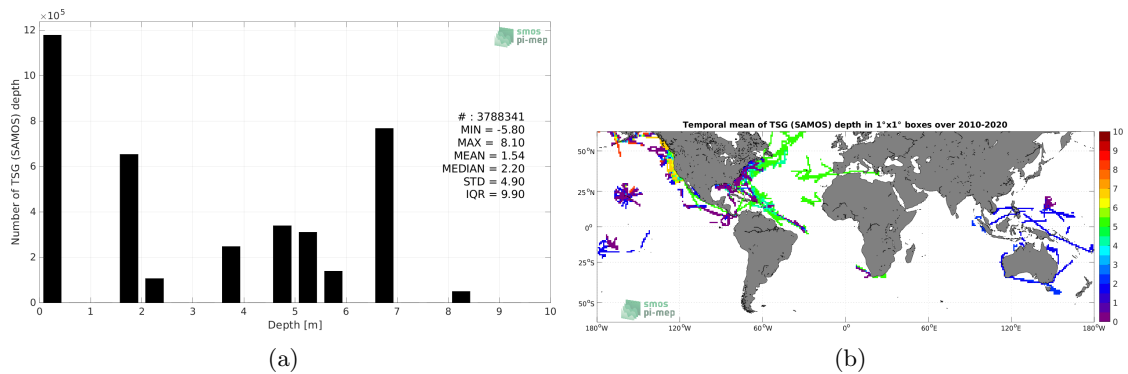 ×10⁵
12
10
8
6
4
2
0
Number of TSG (SAMOS) depth
0 1 2 3 4 5 6 7 8 9 10
Depth [m]
smos
pi-mep
# : 3788341
MIN = -5.80
MAX = 8.10
MEAN = 1.54
MEDIAN = 2.20
STD = 4.90
IQR = 9.90
(a)
Temporal mean of TSG (SAMOS) depth in 1°x1° boxes over 2010-2020
50°N
25°N
0°
25°S
50°S
180°W 120°W 60°W 0° 60°E 120°E 180°E
smos
pi-mep
10
9
8
7
6
5
4
3
2
1
0
(b)